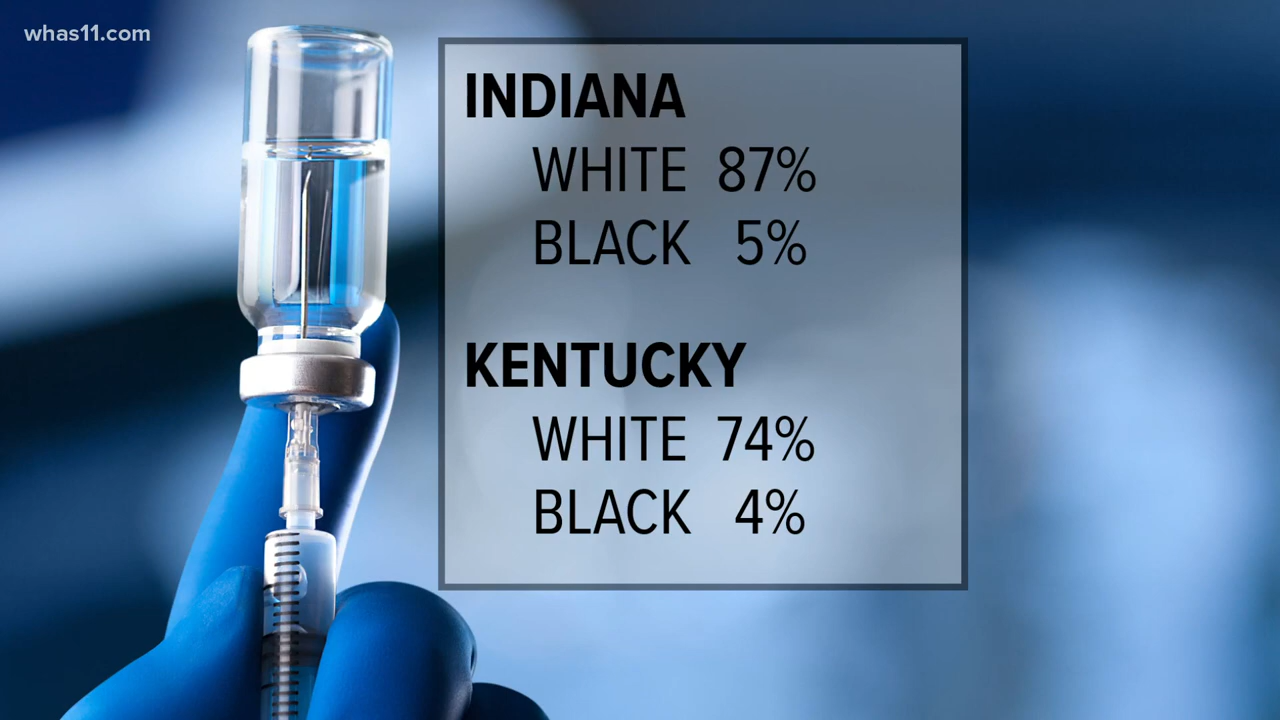 whas11.com
INDIANA
WHITE 87%
BLACK 5%
KENTUCKY
WHITE 74%
BLACK 4%